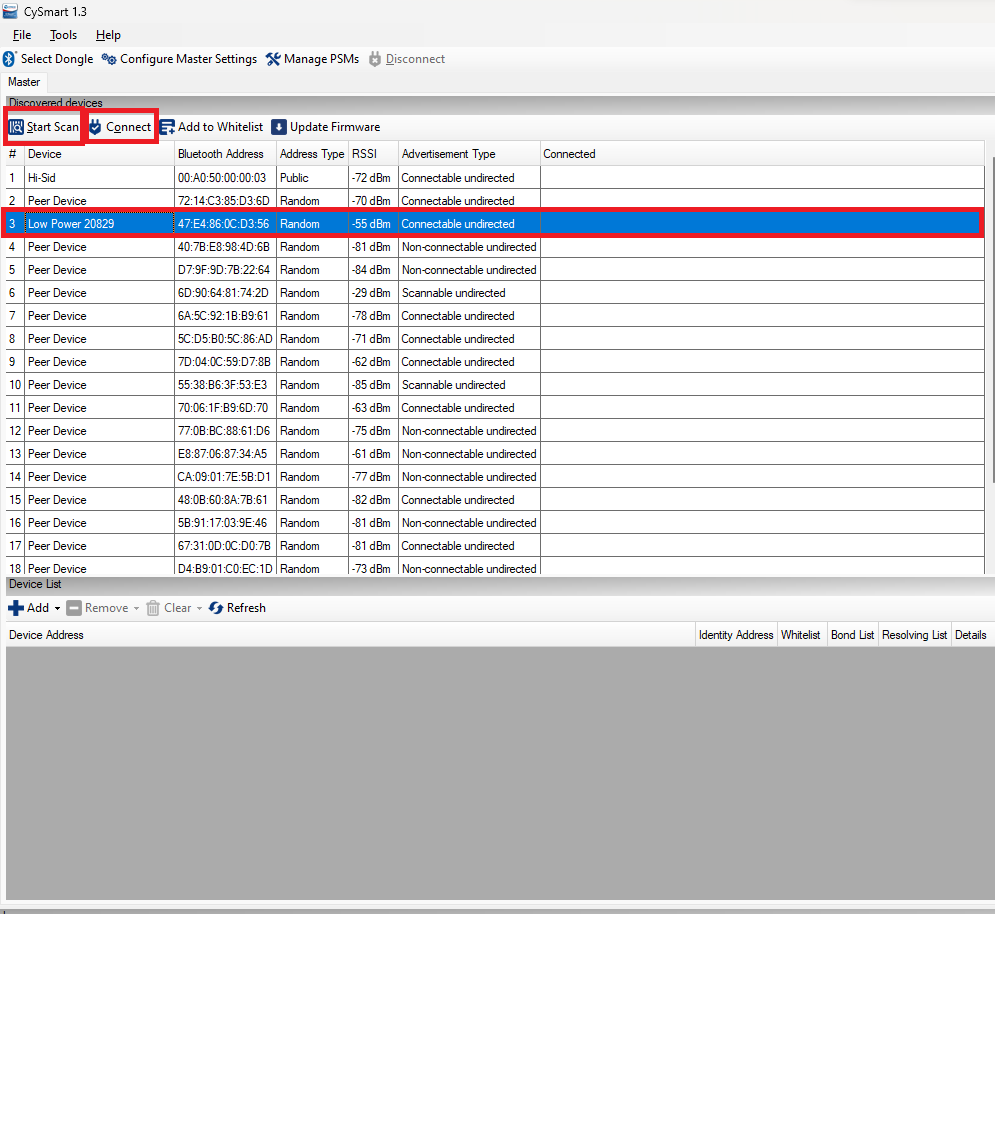 CySmart 1.3
File Tools Help
Select Dongle Configure Master Settings Manage PSMs Disconnect
Master
Discovered devices
Start Scan Connect Add to Whitelist Update Firmware
# Device Bluetooth Address Address Type RSSI Advertisement Type Connected
1 Hi-Sid 00:A0:50:00:00:03 Public -72 dBm Connectable undirected
2 Peer Device 72:14:C3:85:D3:6D Random -70 dBm Connectable undirected
3 Low Power 20829 47:E4:86:0C:D3:56 Random -55 dBm Connectable undirected
4 Peer Device 40:7B:E8:98:4D:6B Random -81 dBm Non-connectable undirected
5 Peer Device D7:9F:9D:7B:22:64 Random -84 dBm Non-connectable undirected
6 Peer Device 6D:90:64:81:74:2D Random -29 dBm Scannable undirected
7 Peer Device 6A:5C:92:1B:B9:61 Random -78 dBm Connectable undirected
8 Peer Device 5C:D5:B0:5C:86:AD Random -71 dBm Connectable undirected
9 Peer Device 7D:04:0C:59:D7:8B Random -62 dBm Connectable undirected
10 Peer Device 55:38:B6:3F:53:E3 Random -85 dBm Scannable undirected
11 Peer Device 70:06:1F:B9:6D:70 Random -63 dBm Connectable undirected
12 Peer Device 77:0B:BC:88:61:D6 Random -75 dBm Non-connectable undirected
13 Peer Device E8:87:06:87:34:A5 Random -61 dBm Non-connectable undirected
14 Peer Device CA:09:01:7E:5B:D1 Random -77 dBm Non-connectable undirected
15 Peer Device 48:0B:60:8A:7B:61 Random -82 dBm Connectable undirected
16 Peer Device 5B:91:17:03:9E:46 Random -81 dBm Non-connectable undirected
17 Peer Device 67:31:0D:0C:D0:7B Random -81 dBm Connectable undirected
18 Peer Device D4:B9:01:C0:EC:1D Random -73 dBm Non-connectable undirected
Device List
Add Remove Clear Refresh
Device Address Identity Address Whitelist Bond List Resolving List Details